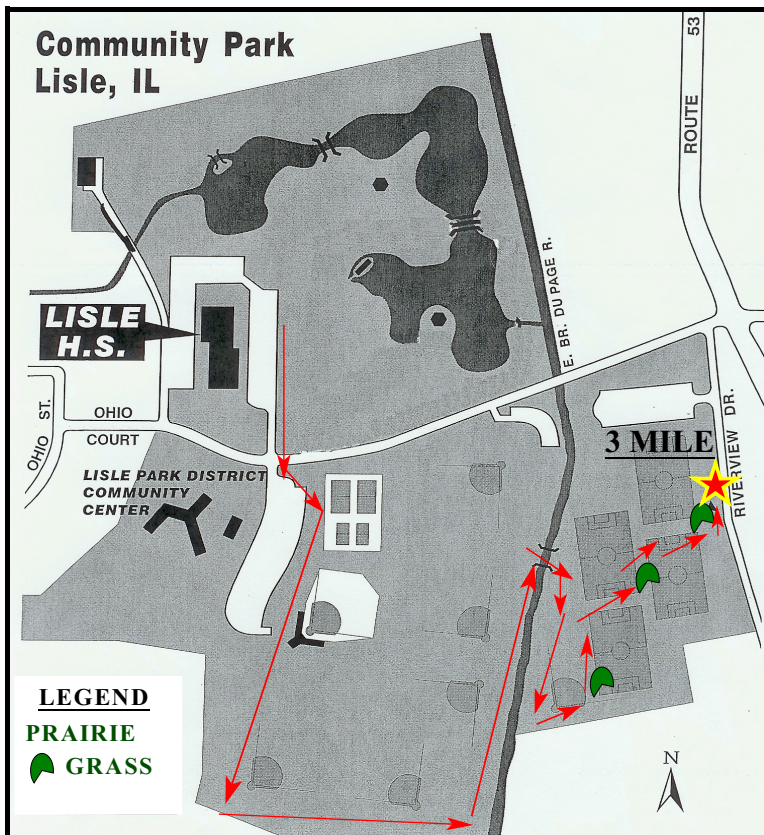 Community Park
Lisle, IL
ROUTE 53
E. BR. DU PAGE R.
LISLE
H.S.
OHIO ST.
OHIO
COURT
3 MILE
RIVERVIEW DR.
LISLE PARK DISTRICT
COMMUNITY
CENTER
LEGEND
PRAIRIE
GRASS
N